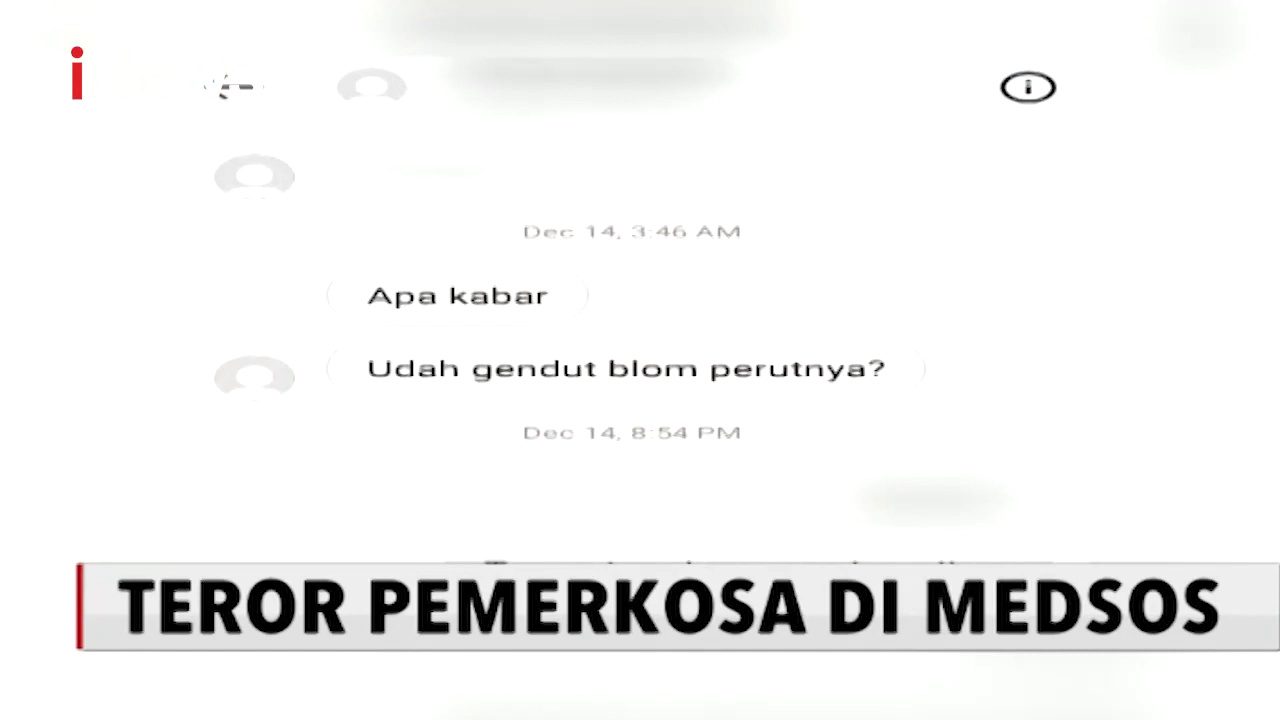 i
Dec 14, 3:46 AM
Apa kabar
Udah gendut blom perutnya?
Dec 14, 8:54 PM
TEROR PEMERKOSA DI MEDSOS